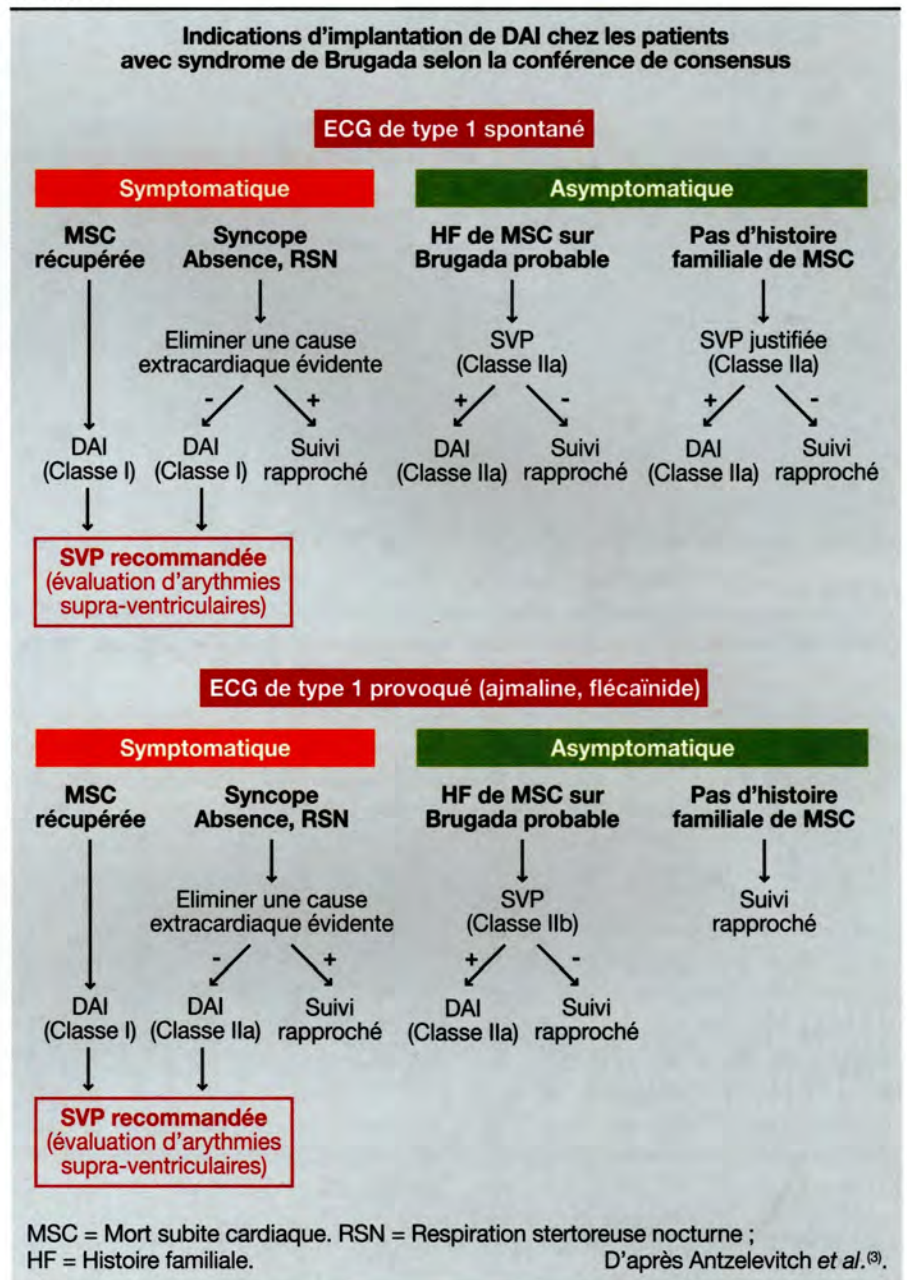 Indications d'implantation de DAI chez les patients
avec syndrome de Brugada selon la conférence de consensus
ECG de type 1 spontané
Symptomatique
Asymptomatique
MSC
récupérée
Syncope
Absence, RSN
HF de MSC sur
Brugada probable
Pas d'histoire
familiale de MSC
Eliminer une cause
extracardiaque évidente
SVP
(Classe IIa)
SVP justifiée
(Classe IIa)
- +
+ -
+ -
DAI
(Classe I)
DAI
(Classe I)
Suivi
rapproché
DAI
(Classe IIa)
Suivi
rapproché
DAI
(Classe IIa)
Suivi
rapproché
SVP recommandée
(évaluation d'arythmies
supra-ventriculaires)
ECG de type 1 provoqué (ajmaline, flécaïnide)
Symptomatique
Asymptomatique
MSC
récupérée
Syncope
Absence, RSN
HF de MSC sur
Brugada probable
Pas d'histoire
familiale de MSC
Eliminer une cause
extracardiaque évidente
SVP
(Classe IIb)
Suivi
rapproché
- +
+ -
DAI
(Classe I)
DAI
(Classe IIa)
Suivi
rapproché
DAI
(Classe IIa)
Suivi
rapproché
SVP recommandée
(évaluation d'arythmies
supra-ventriculaires)
MSC = Mort subite cardiaque. RSN = Respiration stertoreuse nocturne ;
HF = Histoire familiale. D'après Antzelevitch et al.(3).